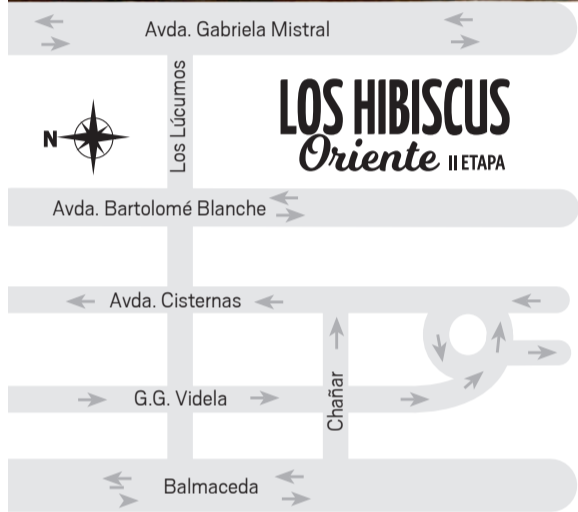 Avda. Gabriela Mistral
Los Lúcumos
LOS HIBISCUS
Oriente II ETAPA
N
Avda. Bartolomé Blanche
Avda. Cisternas
G.G. Videla
Chañar
Balmaceda